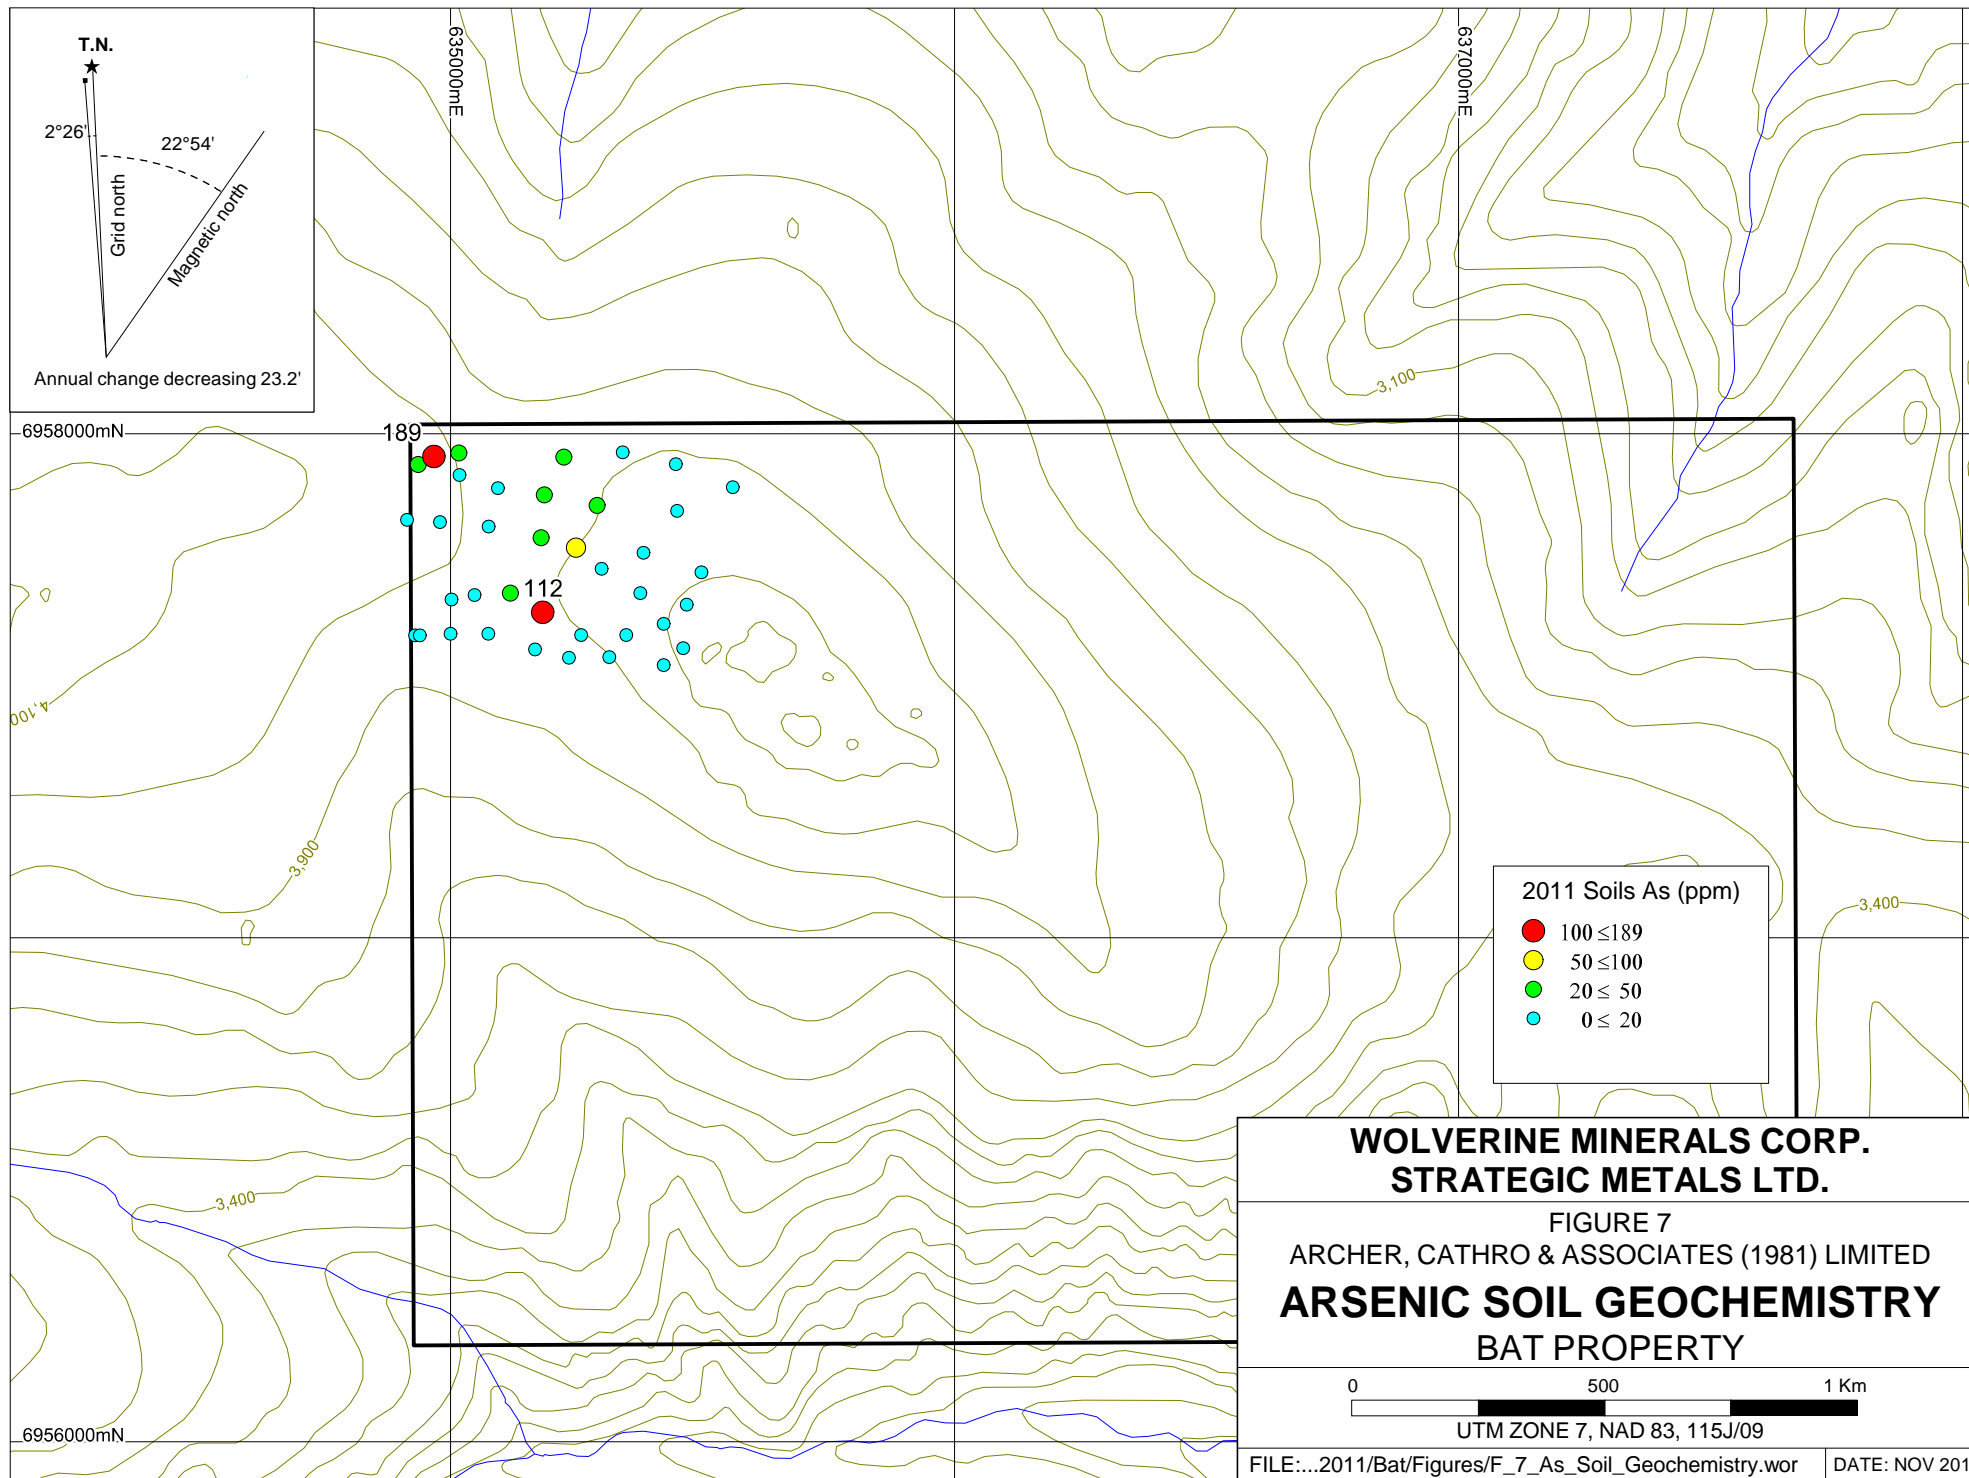 T.N.
2°26'
22°54'
Grid north
Magnetic north
Annual change decreasing 23.2'
635000mE
637000mE
3,100
6958000mN
189
112
4,100
3,900
2011 Soils As (ppm)
100 ≤189
50 ≤100
20 ≤ 50
0 ≤ 20
3,400
3,400
WOLVERINE MINERALS CORP.
STRATEGIC METALS LTD.
FIGURE 7
ARCHER, CATHRO & ASSOCIATES (1981) LIMITED
ARSENIC SOIL GEOCHEMISTRY
BAT PROPERTY
0 500 1 Km
UTM ZONE 7, NAD 83, 115J/09
6956000mN
FILE:...2011/Bat/Figures/F_7_As_Soil_Geochemistry.wor DATE: NOV 201